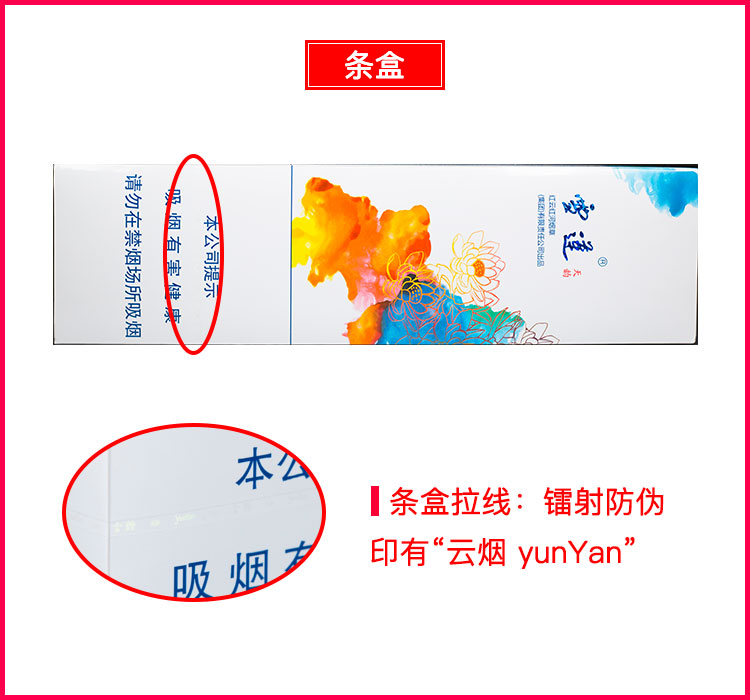 条盒
本公司提示
吸烟有害健康
请勿在禁烟场所吸烟
雪莲
®
天韵
红云红河烟草
(集团)有限责任公司出品
本公
吸烟有
条盒拉线：镭射防伪
印有“云烟 yunYan”